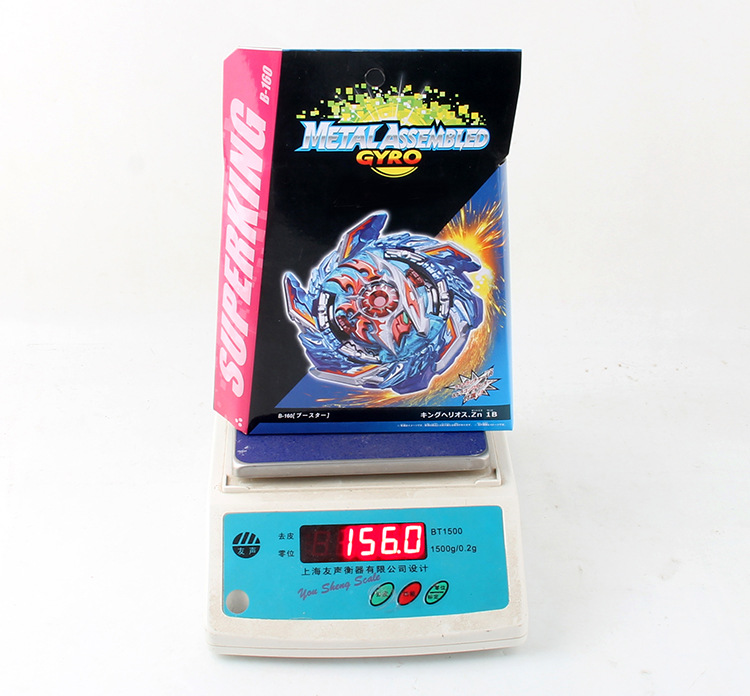 SUPERKING B-160
METAL ASSEMBLED
GYRO
B-160[ブースター]
キングヘリオス.Zn 1B
友声
去皮
零位
156.0
BT1500
1500g/0.2g
上海友声衡器有限公司设计
You Sheng Scale